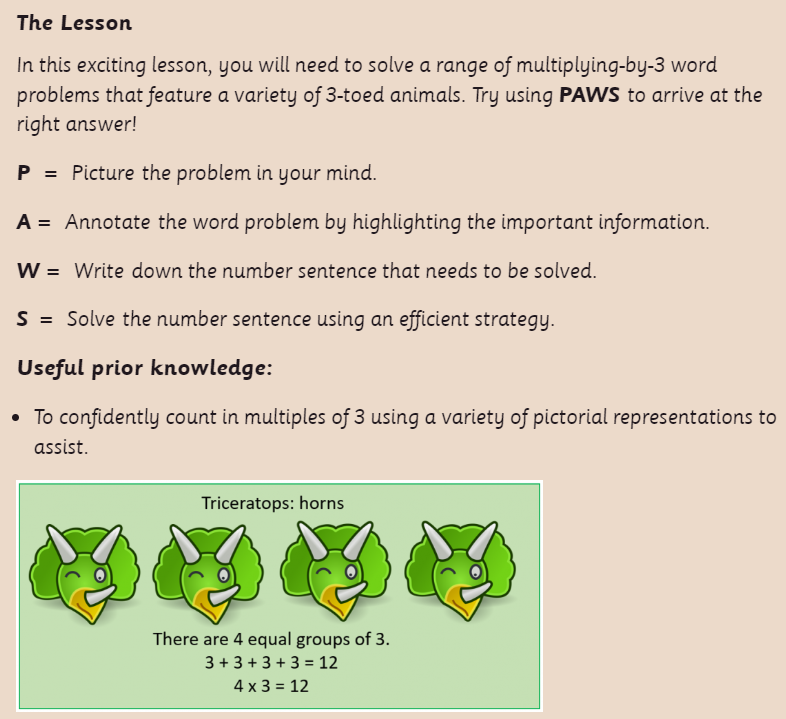 The Lesson
In this exciting lesson, you will need to solve a range of multiplying-by-3 word
problems that feature a variety of 3-toed animals. Try using PAWS to arrive at the
right answer!
P = Picture the problem in your mind.
A = Annotate the word problem by highlighting the important information.
W = Write down the number sentence that needs to be solved.
S = Solve the number sentence using an efficient strategy.
Useful prior knowledge:
• To confidently count in multiples of 3 using a variety of pictorial representations to
assist.
Triceratops: horns
There are 4 equal groups of 3.
3 + 3 + 3 + 3 = 12
4 x 3 = 12